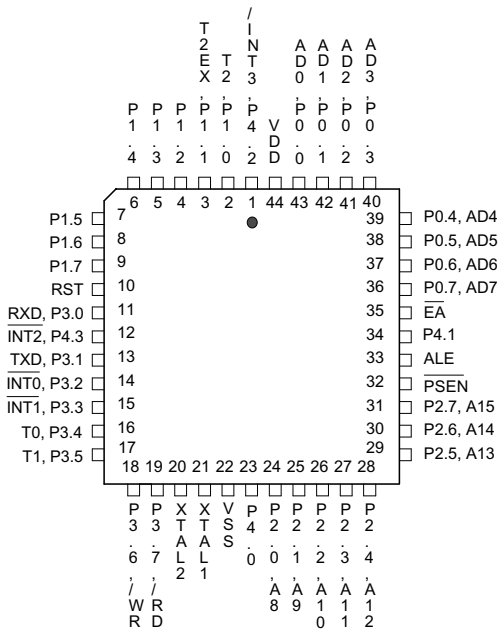 P1.4
P1.3
P1.2
T2EX,P1.1
T2,P1.0
/INT3,P4.2
VDD
AD0,P0.0
AD1,P0.1
AD2,P0.2
AD3,P0.3
6 5 4 3 2 1 44 43 42 41 40
P1.5 7
P1.6 8
P1.7 9
RST 10
RXD, P3.0 11
INT2, P4.3 12
TXD, P3.1 13
INT0, P3.2 14
INT1, P3.3 15
T0, P3.4 16
T1, P3.5 17
39 P0.4, AD4
38 P0.5, AD5
37 P0.6, AD6
36 P0.7, AD7
35 EA
34 P4.1
33 ALE
32 PSEN
31 P2.7, A15
30 P2.6, A14
29 P2.5, A13
18 19 20 21 22 23 24 25 26 27 28
P3.6,/WR
P3.7,/RD
XTAL2
XTAL1
VSS
P4.0
P2.0,A8
P2.1,A9
P2.2,A10
P2.3,A11
P2.4,A12